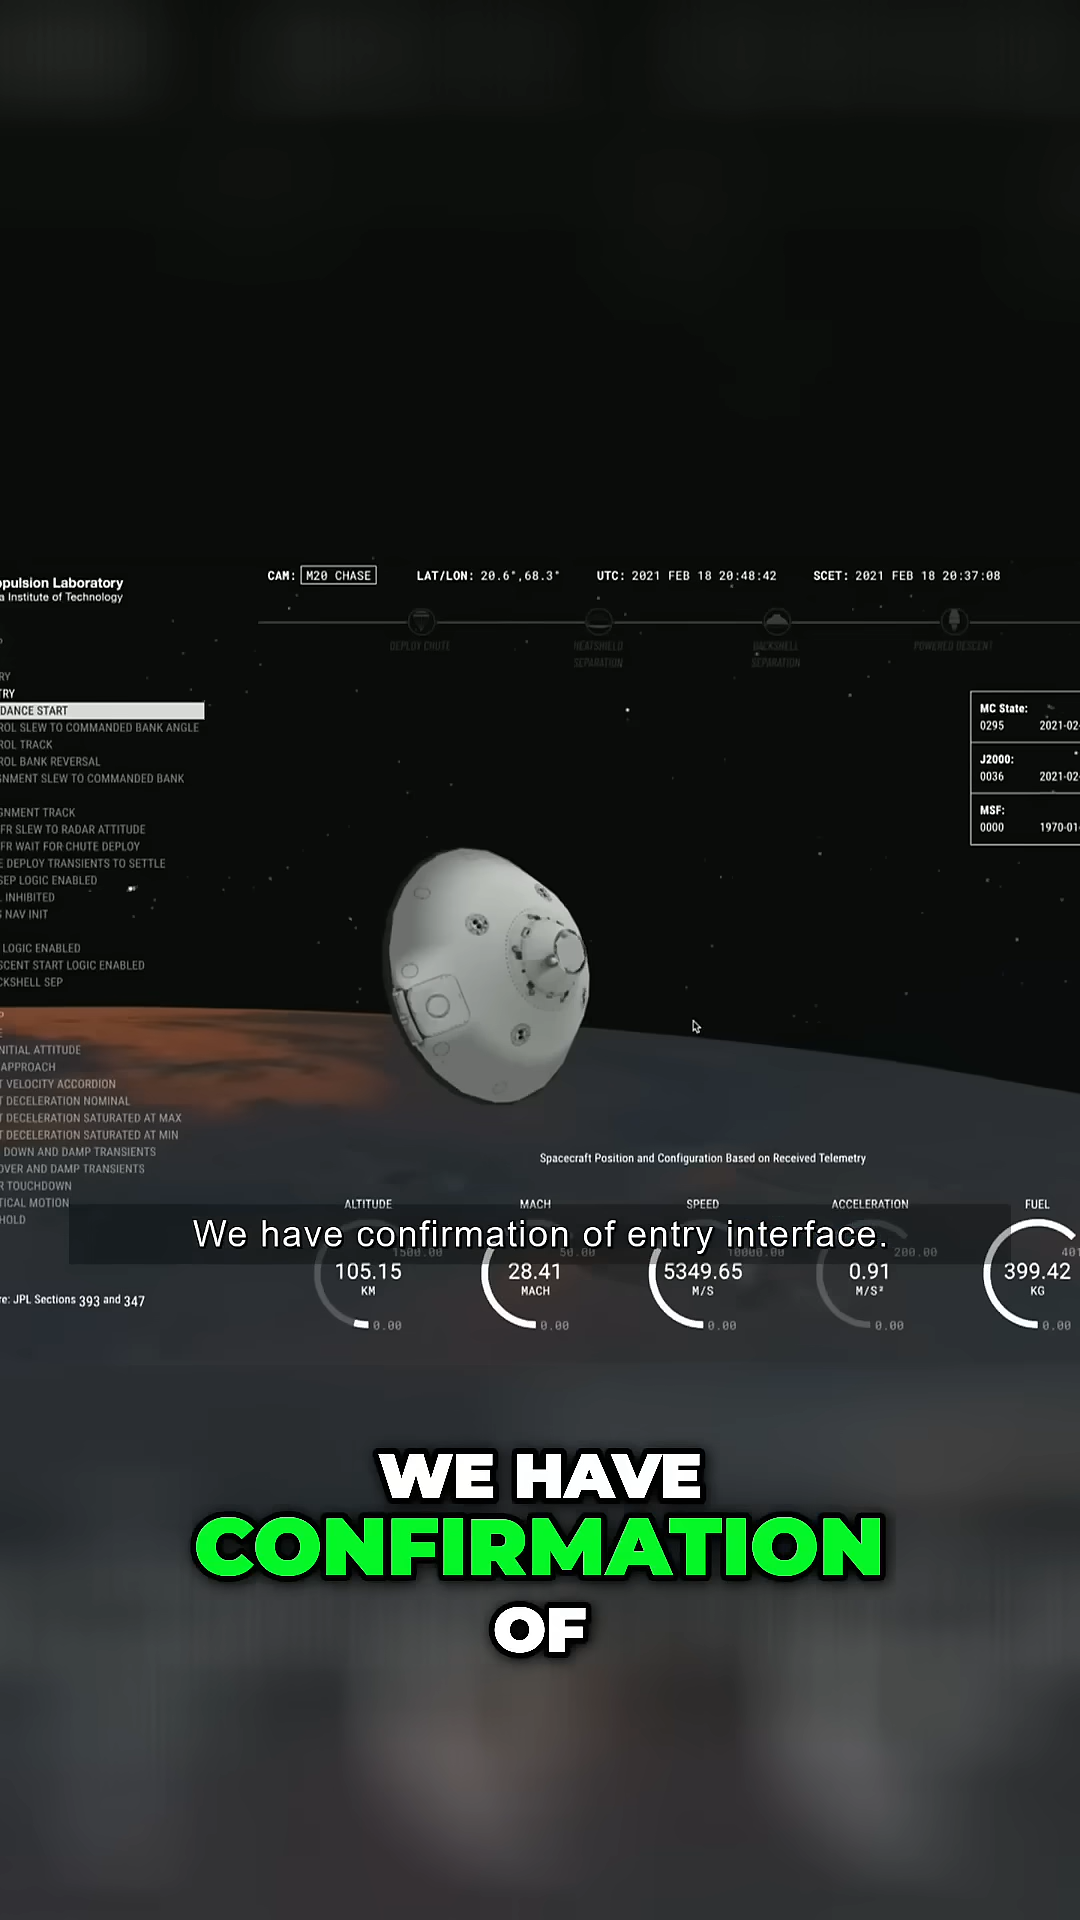 pulsion Laboratory
a Institute of Technology
CAM: M20 CHASE LAT/LON: 20.6°,68.3° UTC: 2021 FEB 18 20:48:42 SCET: 2021 FEB 18 20:37:08
DEPLOY CHUTE
HEATSHIELD
SEPARATION
BACKSHELL
SEPARATION
POWERED DESCENT
RY
TRY
DANCE START
ROL SLEW TO COMMANDED BANK ANGLE
ROL TRACK
ROL BANK REVERSAL
GNMENT SLEW TO COMMANDED BANK
GNMENT TRACK
FR SLEW TO RADAR ATTITUDE
FR WAIT FOR CHUTE DEPLOY
E DEPLOY TRANSIENTS TO SETTLE
SEP LOGIC ENABLED
L INHIBITED
S NAV INIT
LOGIC ENABLED
SCENT START LOGIC ENABLED
CKSHELL SEP
P
E
NITIAL ATTITUDE
APPROACH
T VELOCITY ACCORDION
T DECELERATION NOMINAL
T DECELERATION SATURATED AT MAX
T DECELERATION SATURATED AT MIN
DOWN AND DAMP TRANSIENTS
OVER AND DAMP TRANSIENTS
R TOUCHDOWN
TICAL MOTION
HOLD
re: JPL Sections 393 and 347
MC State:
0295 2021-02-
J2000:
0036 2021-02-
MSF:
0000 1970-01-
Spacecraft Position and Configuration Based on Received Telemetry
ALTITUDE MACH SPEED ACCELERATION FUEL
We have confirmation of entry interface.
1500.00 50.00 10000.00 200.00 401
105.15 28.41 5349.65 0.91 399.42
KM MACH M/S M/S² KG
0.00 0.00 0.00 0.00 0.00
WE HAVE
CONFIRMATION
OF